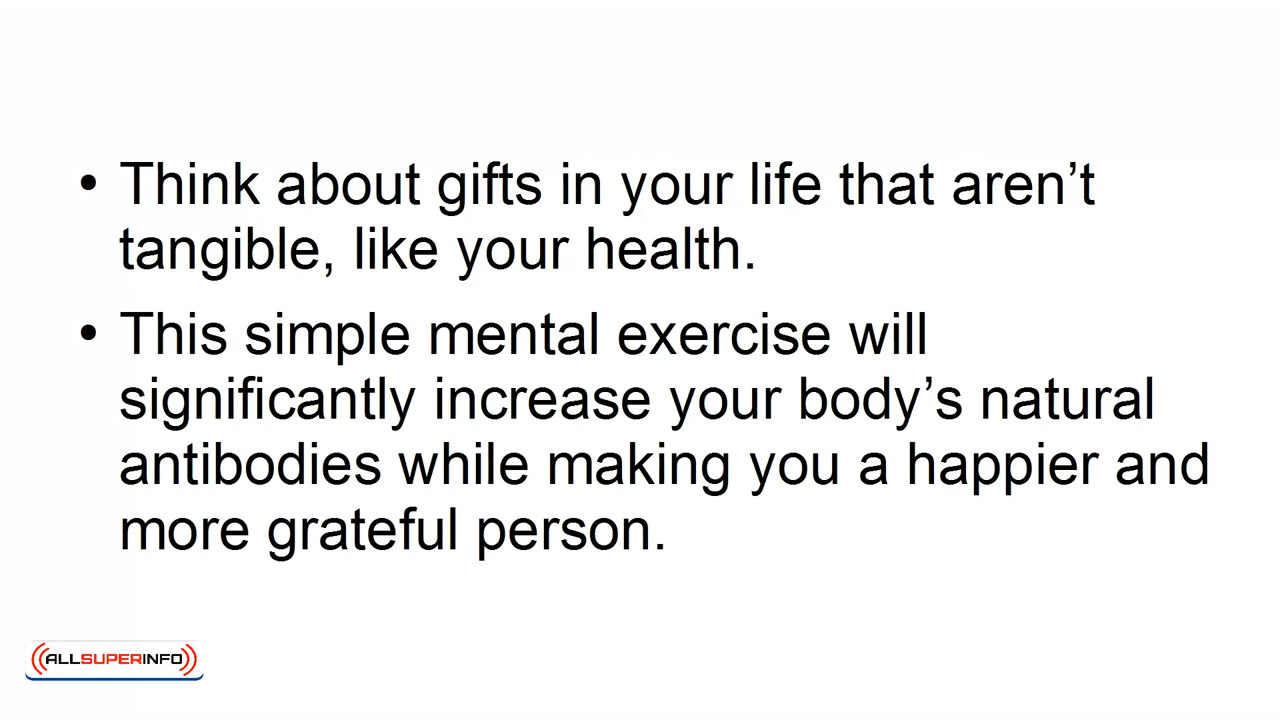 • Think about gifts in your life that aren’t
tangible, like your health.
• This simple mental exercise will
significantly increase your body’s natural
antibodies while making you a happier and
more grateful person.
ALLSUPERINFO